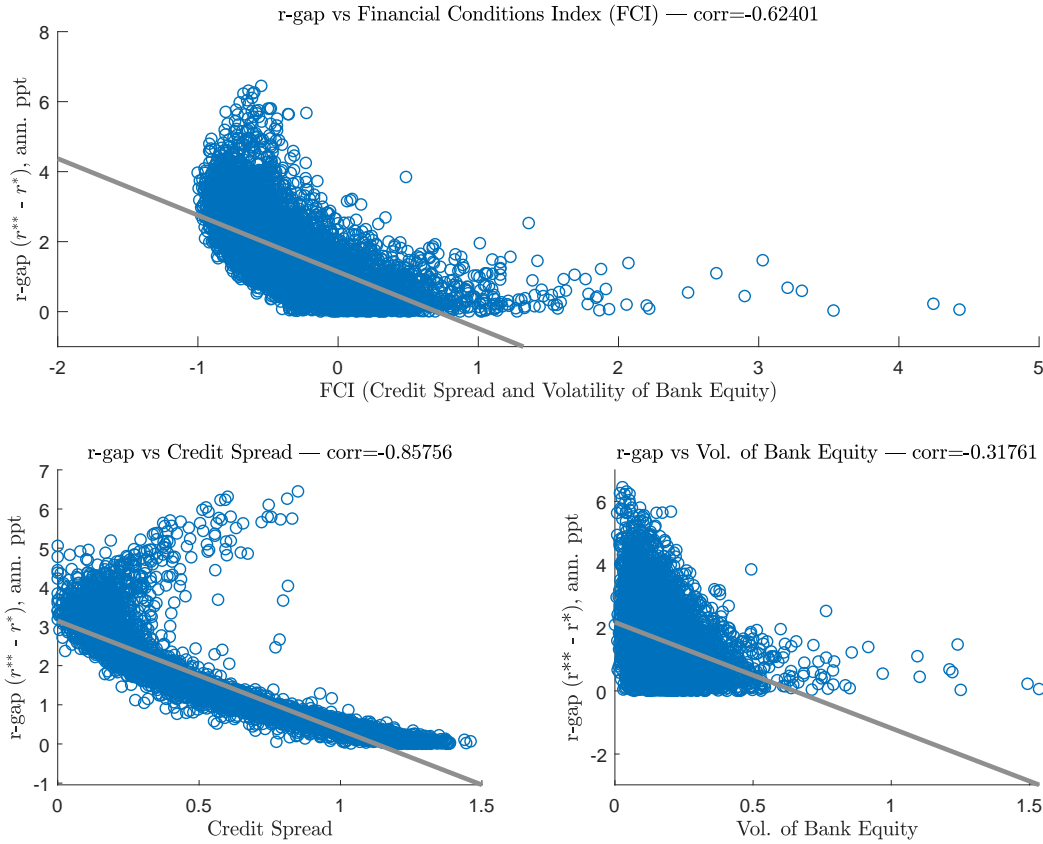 r-gap vs Financial Conditions Index (FCI) — corr=-0.62401
8
6
4
2
0
r-gap (r** - r*), ann. ppt
-2 -1 0 1 2 3 4 5
FCI (Credit Spread and Volatility of Bank Equity)
r-gap vs Credit Spread — corr=-0.85756
7
6
5
4
3
2
1
0
-1
r-gap (r** - r*), ann. ppt
0 0.5 1 1.5
Credit Spread
r-gap vs Vol. of Bank Equity — corr=-0.31761
6
4
2
0
-2
r-gap (r** - r*), ann. ppt
0 0.5 1 1.5
Vol. of Bank Equity